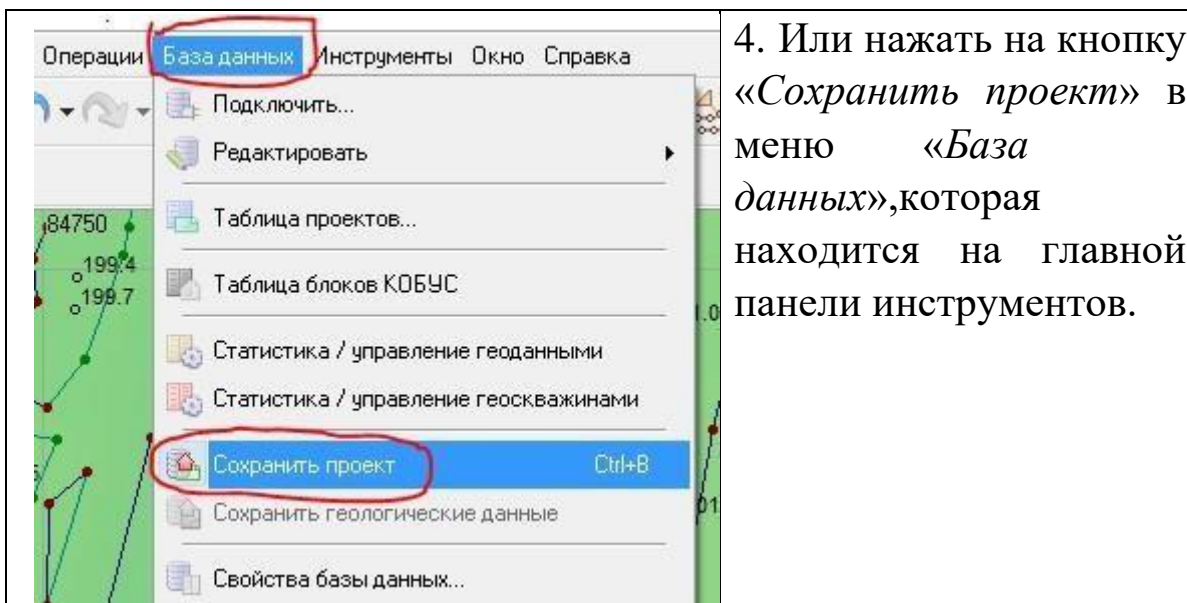 Операции База данных Инструменты Окно Справка
Подключить...
Редактировать
Таблица проектов...
Таблица блоков КОБУС
Статистика / управление геоданными
Статистика / управление геоскважинами
Сохранить проект Ctrl+B
Сохранить геологические данные
Свойства базы данных...
84750
199.4
199.7
4. Или нажать на кнопку
«Сохранить проект» в
меню «База
данных»,которая
находится на главной
панели инструментов.